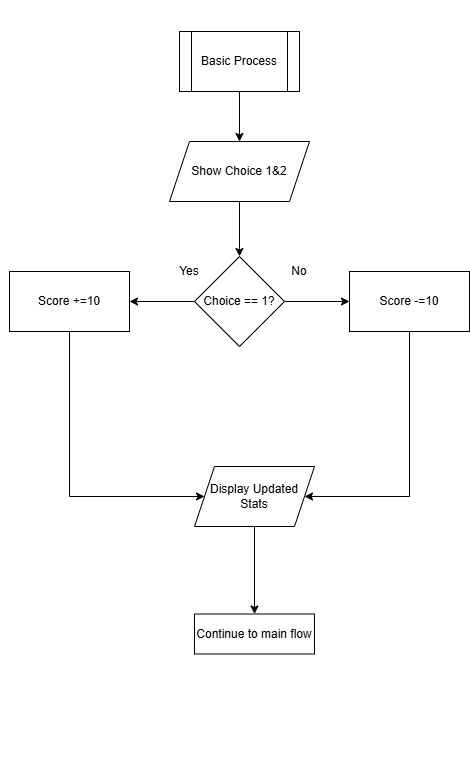 Basic Process
Show Choice 1&2
Yes
No
Score +=10
Choice == 1?
Score -=10
Display Updated
Stats
Continue to main flow